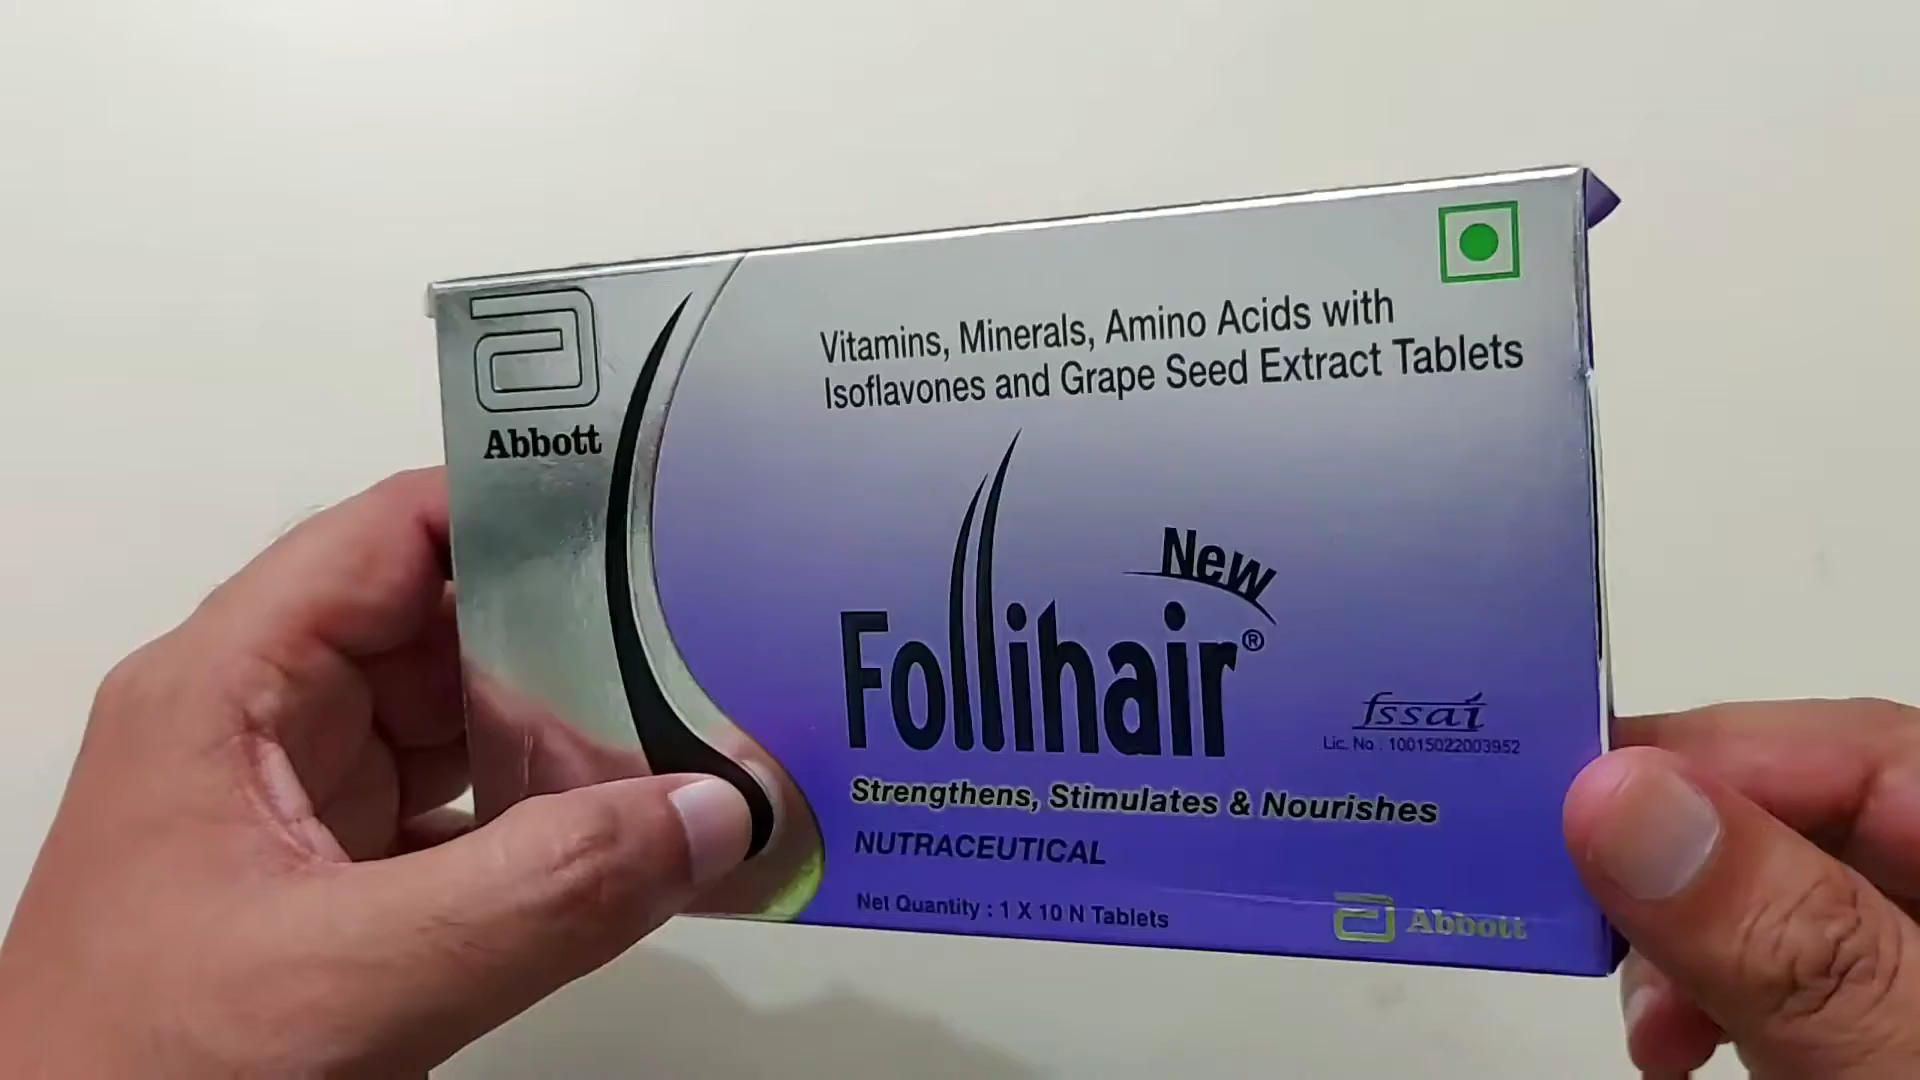 Abbott
Vitamins, Minerals, Amino Acids with
Isoflavones and Grape Seed Extract Tablets
New
Follihair®
fssai
Lic. No : 10015022003952
Strengthens, Stimulates & Nourishes
NUTRACEUTICAL
Net Quantity : 1 X 10 N Tablets
Abbott